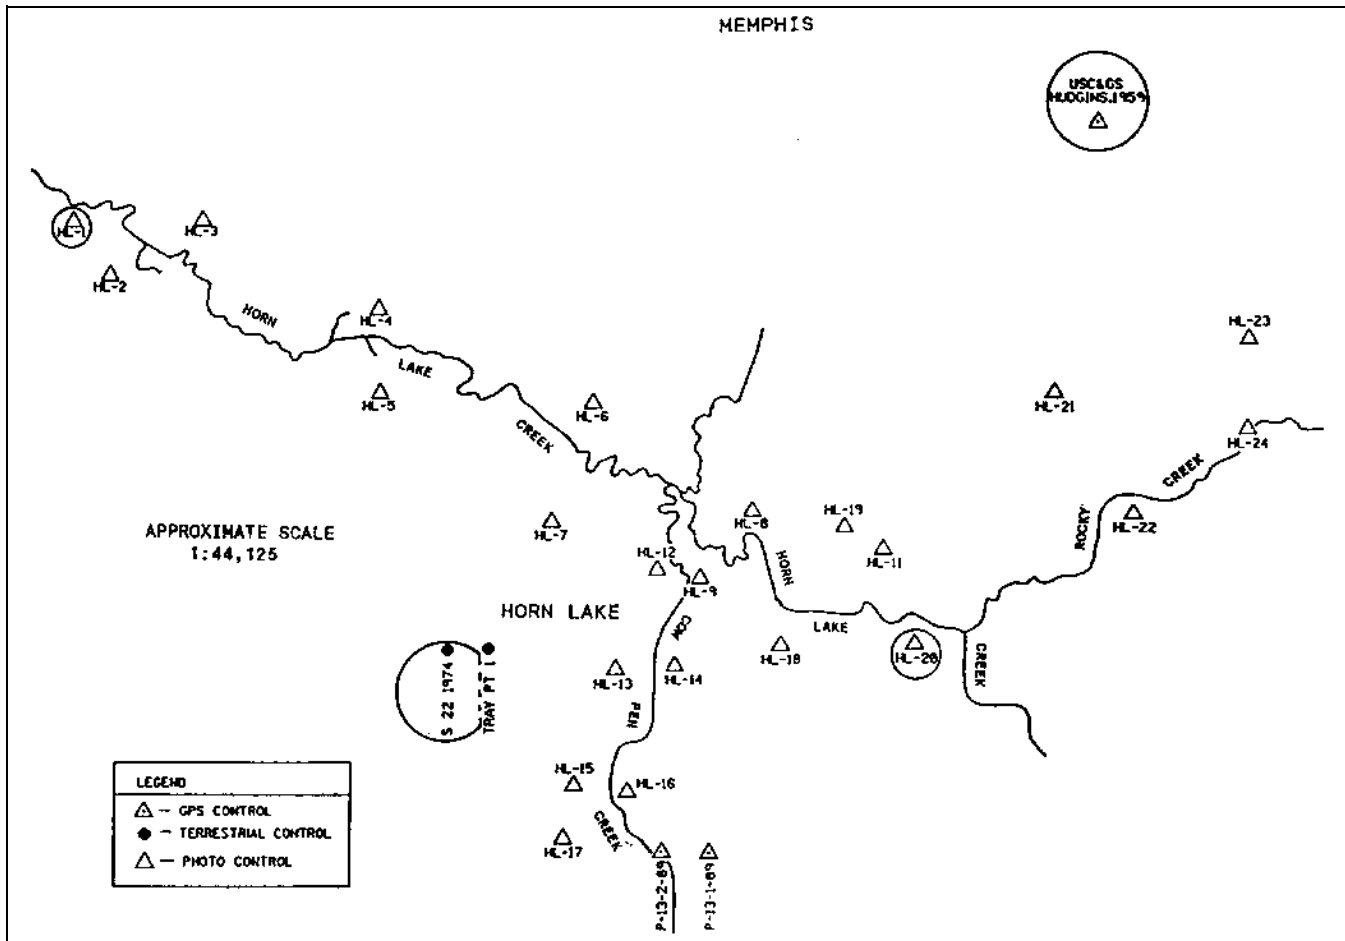 MEMPHIS
USC&GS
HUDGINS,1959
HL-1
HL-3
HL-2
HORN
HL-4
LAKE
HL-5
HL-6
CREEK
HL-23
HL-21
HL-24
CREEK
ROCKY
HL-22
APPROXIMATE SCALE
1:44,125
HL-7
HL-8
HL-19
HL-11
HL-12
HL-9
HORN
HORN LAKE
LAKE
COW
HL-18
HL-20
CREEK
HL-13
HL-14
S 22 1974
TRAV PT 1
PEN
HL-15
HL-16
CREEK
HL-17
P-13-2-89
P-13-1-89
LEGEND
- GPS CONTROL
- TERRESTRIAL CONTROL
- PHOTO CONTROL